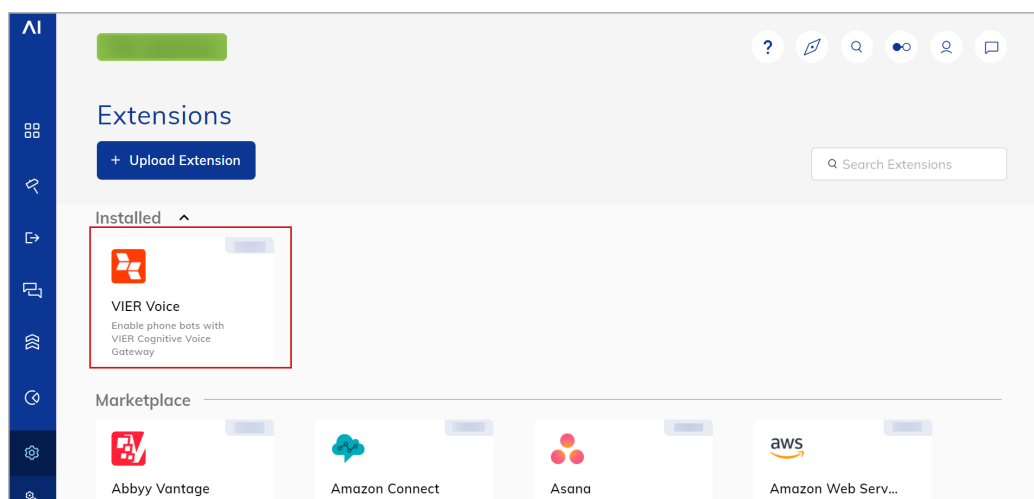 AI
?
Extensions
+ Upload Extension
Search Extensions
Installed
VIER Voice
Enable phone bots with
VIER Cognitive Voice
Gateway
Marketplace
aws
Abbyy Vantage
Amazon Connect
Asana
Amazon Web Serv...